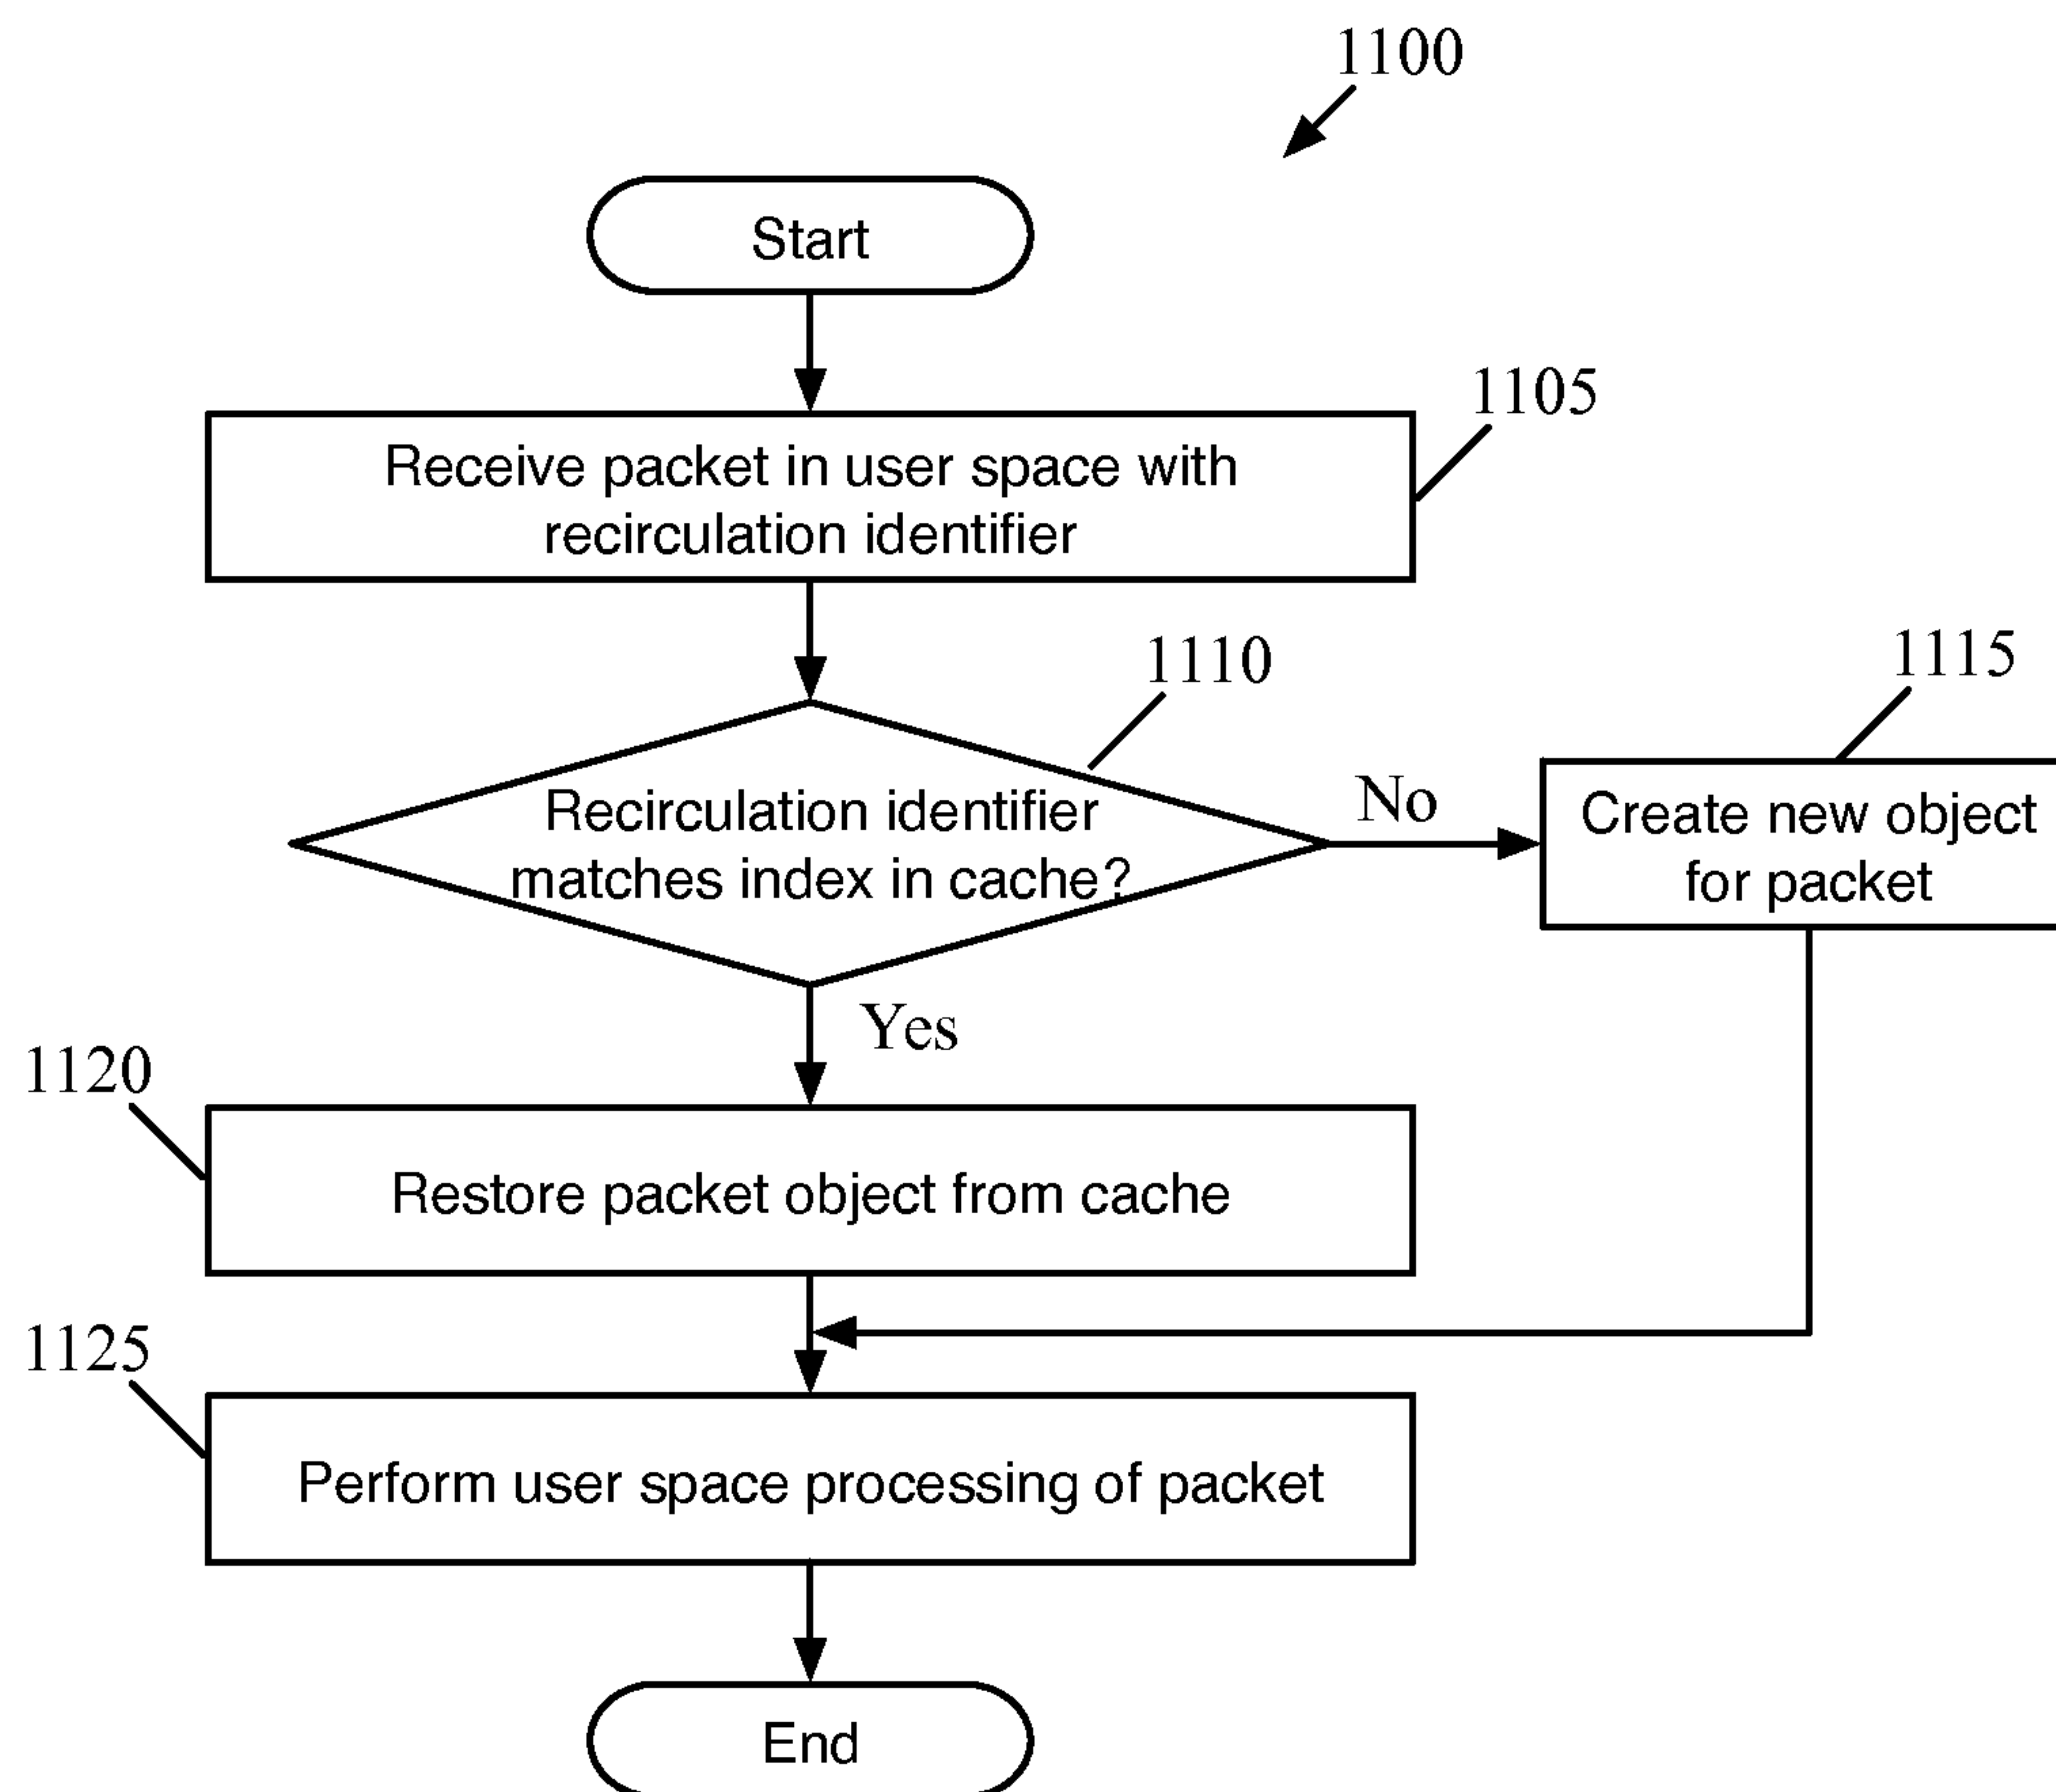 1100
Start
1105
Receive packet in user space with
recirculation identifier
1110
1115
Recirculation identifier
matches index in cache?
No
Create new object
for packet
Yes
1120
Restore packet object from cache
1125
Perform user space processing of packet
End